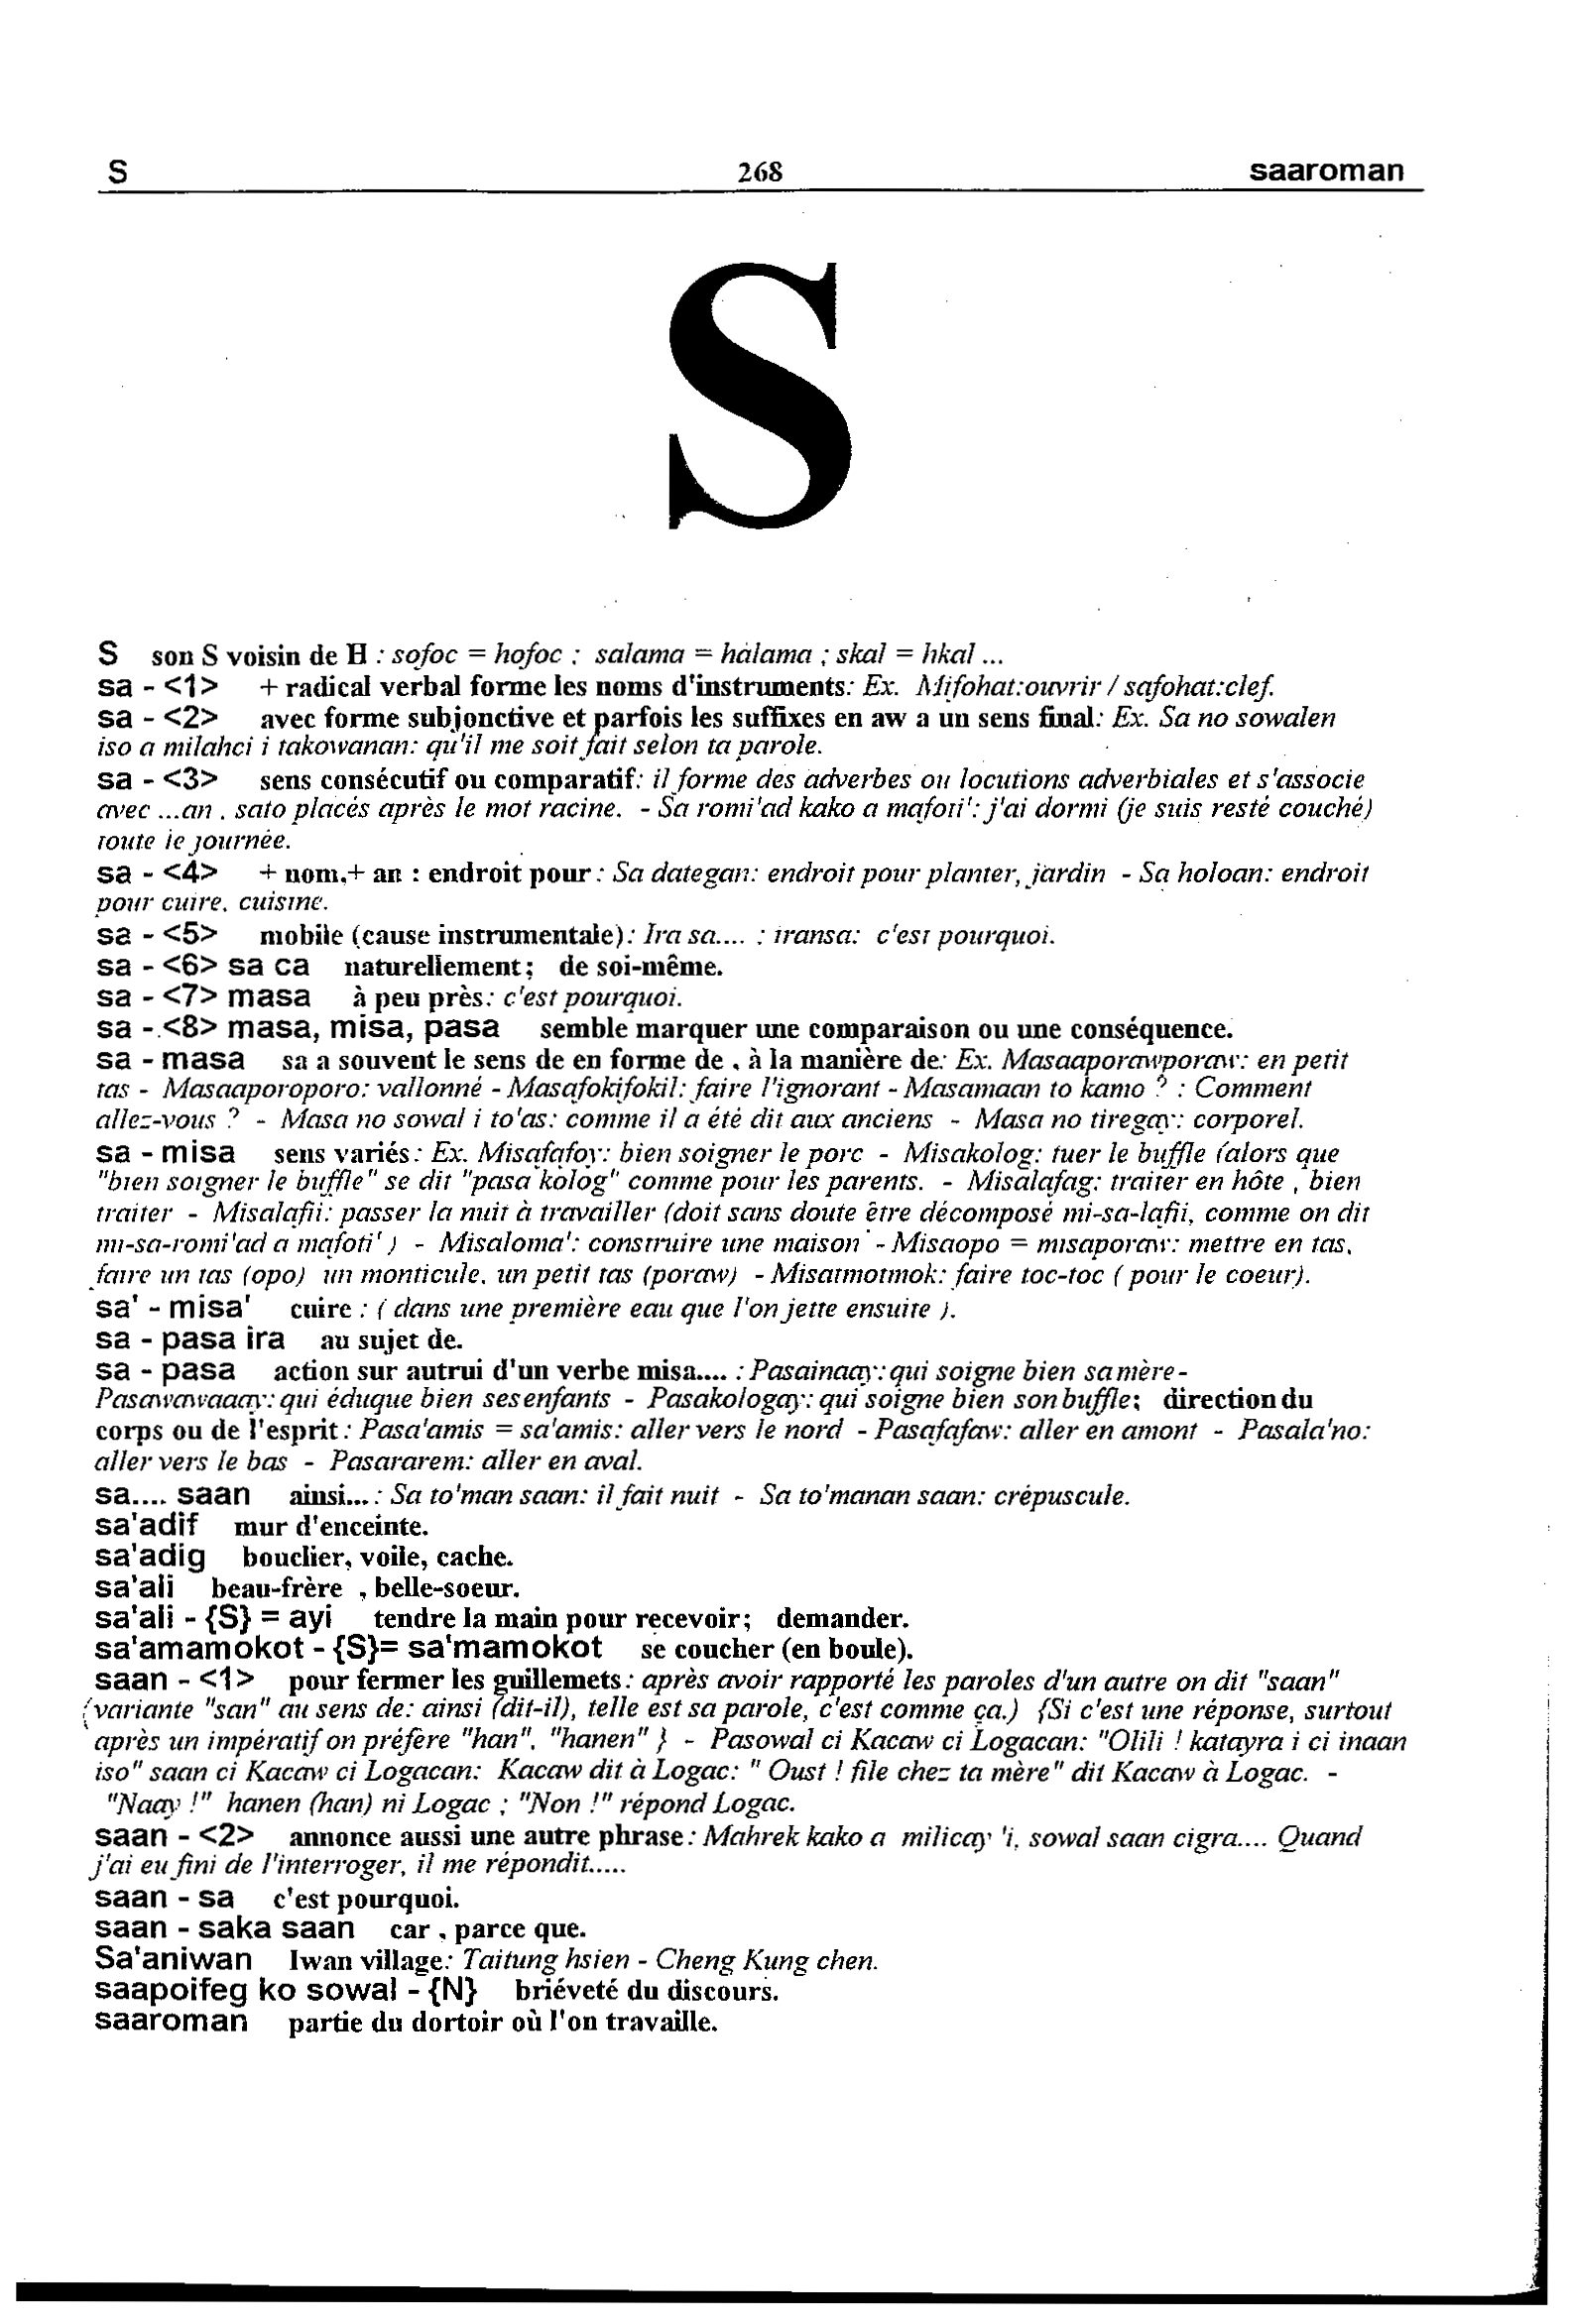 S 268 saaroman
S
S son S voisin de H : sofoc = hofoc ; salama = halama ; skal = hkal ...
sa - <1> + radical verbal forme les noms d'instruments: Ex. Mifohat:ouvrir / safohat:clef.
sa - <2> avec forme subjonctive et parfois les suffixes en aw a un sens final: Ex. Sa no sowalen
iso a milahci i takowanan: qu'il me soit fait selon ta parole.
sa - <3> sens consécutif ou comparatif: il forme des adverbes ou locutions adverbiales et s'associe
avec ...an , sato placés après le mot racine. - Sa romi'ad kako a mafoti': j'ai dormi (je suis resté couché)
toute le journée.
sa - <4> + nom,+ an : endroit pour : Sa dategan: endroit pour planter, jardin - Sa holoan: endroit
pour cuire, cuisine.
sa - <5> mobile (cause instrumentale): Ira sa.... : iransa: c'est pourquoi.
sa - <6> sa ca naturellement; de soi-même.
sa - <7> masa à peu près: c'est pourquoi.
sa - <8> masa, misa, pasa semble marquer une comparaison ou une conséquence.
sa - masa sa a souvent le sens de en forme de , à la manière de: Ex. Masaaporawporaw: en petit
tas - Masaaporoporo: vallonné - Masafokifokil: faire l'ignorant - Masamaan to kamo ? : Comment
allez-vous ? - Masa no sowal i to'as: comme il a été dit aux anciens - Masa no tiregay: corporel.
sa - misa sens variés: Ex. Misafafoy: bien soigner le porc - Misakolog: tuer le buffle (alors que
"bien soigner le buffle" se dit "pasa kolog" comme pour les parents. - Misalafag: traiter en hôte , bien
traiter - Misalafii: passer la nuit à travailler (doit sans doute être décomposé mi-sa-lafii, comme on dit
mi-sa-romi'ad a mafoti' ) - Misaloma': construire une maison - Misaopo = misaporaw: mettre en tas,
faire un tas (opo) un monticule, un petit tas (poraw) - Misatmotmok: faire toc-toc ( pour le coeur).
sa' - misa' cuire : ( dans une première eau que l'on jette ensuite ).
sa - pasa ira au sujet de.
sa - pasa action sur autrui d'un verbe misa.... : Pasainaay: qui soigne bien sa mère -
Pasawawaaay: qui éduque bien ses enfants - Pasakologay: qui soigne bien son buffle; direction du
corps ou de l'esprit : Pasa'amis = sa'amis: aller vers le nord - Pasafafaw: aller en amont - Pasala'no:
aller vers le bas - Pasararem: aller en aval.
sa.... saan ainsi... : Sa to'man saan: il fait nuit - Sa to'manan saan: crépuscule.
sa'adif mur d'enceinte.
sa'adig bouclier, voile, cache.
sa'ali beau-frère , belle-soeur.
sa'ali - {S} = ayi tendre la main pour recevoir; demander.
sa'amamokot - {S}= sa'mamokot se coucher (en boule).
saan - <1> pour fermer les guillemets : après avoir rapporté les paroles d'un autre on dit "saan"
(variante "san" au sens de: ainsi (dit-il), telle est sa parole, c'est comme ça.) {Si c'est une réponse, surtout
après un impératif on préfère "han", "hanen" } - Pasowal ci Kacaw ci Logacan: "Olili ! katayra i ci inaan
iso" saan ci Kacaw ci Logacan: Kacaw dit à Logac: " Oust ! file chez ta mère" dit Kacaw à Logac. -
"Naay !" hanen (han) ni Logac ; "Non !" répond Logac.
saan - <2> annonce aussi une autre phrase : Mahrek kako a milicay 'i, sowal saan cigra.... Quand
j'ai eu fini de l'interroger, il me répondit.....
saan - sa c'est pourquoi.
saan - saka saan car , parce que.
Sa'aniwan Iwan village: Taitung hsien - Cheng Kung chen.
saapoifeg ko sowal - {N} briéveté du discours.
saaroman partie du dortoir où l'on travaille.